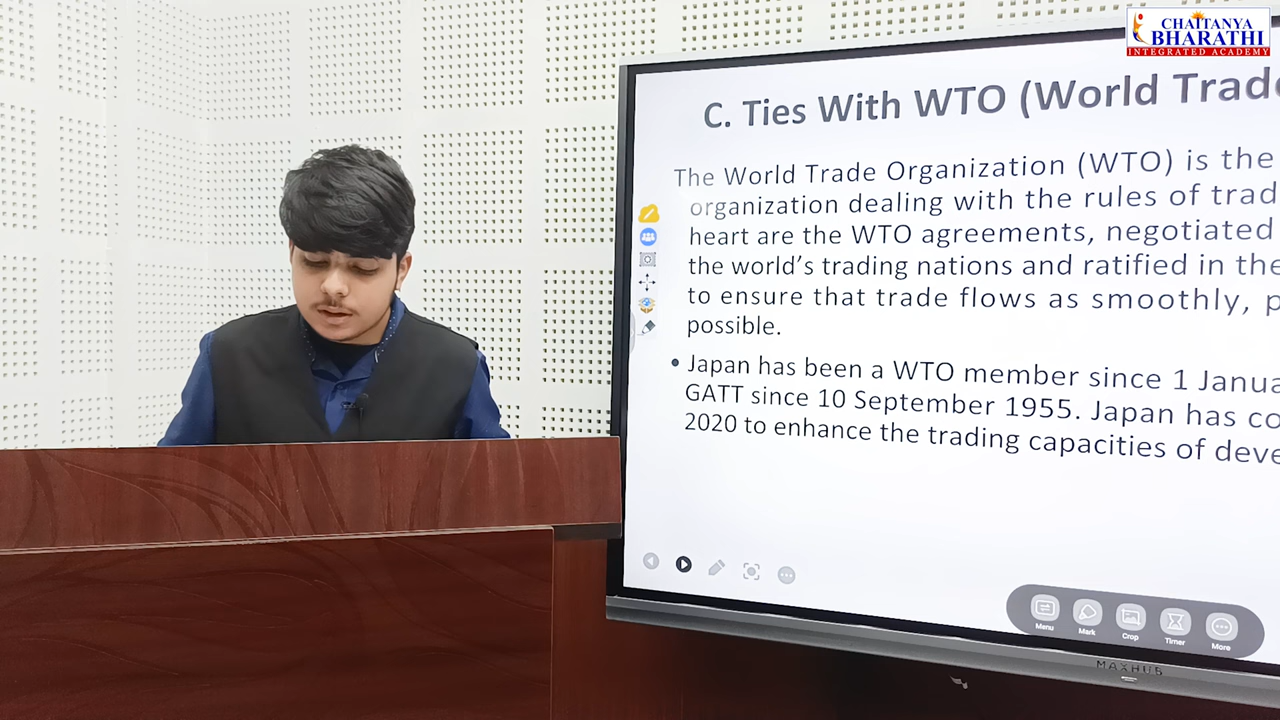 CHAITANYA
BHARATHI
INTEGRATED ACADEMY
C. Ties With WTO (World Trade
The World Trade Organization (WTO) is the
organization dealing with the rules of trad
heart are the WTO agreements, negotiated
the world's trading nations and ratified in the
to ensure that trade flows as smoothly, p
possible.
• Japan has been a WTO member since 1 Janua
GATT since 10 September 1955. Japan has co
2020 to enhance the trading capacities of deve
Menu Mark Crop Timer More
MAXHUB